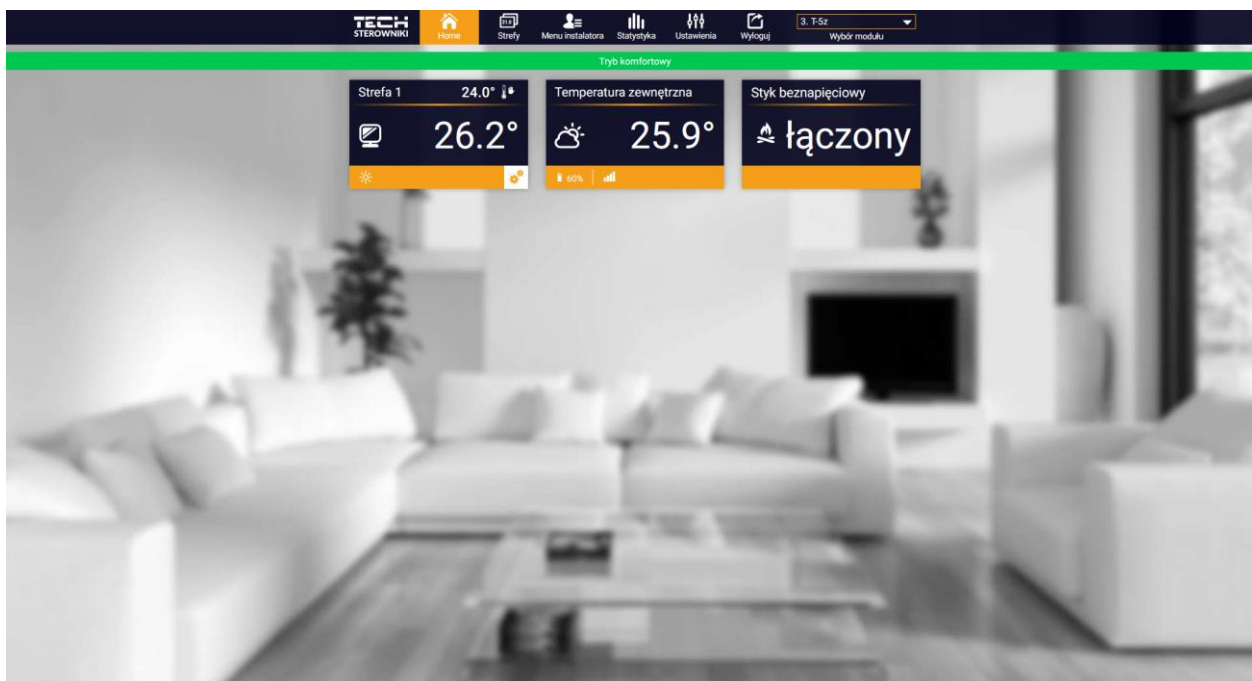 TECH
STEROWNIKI
Home
Strefy
Menu instalatora
Statystyka
Ustawienia
Wyloguj
3. T-5z
Wybór modułu
Tryb komfortowy
Strefa 1 24.0°
26.2°
Temperatura zewnętrzna
25.9°
60%
Styk beznapięciowy
łączony